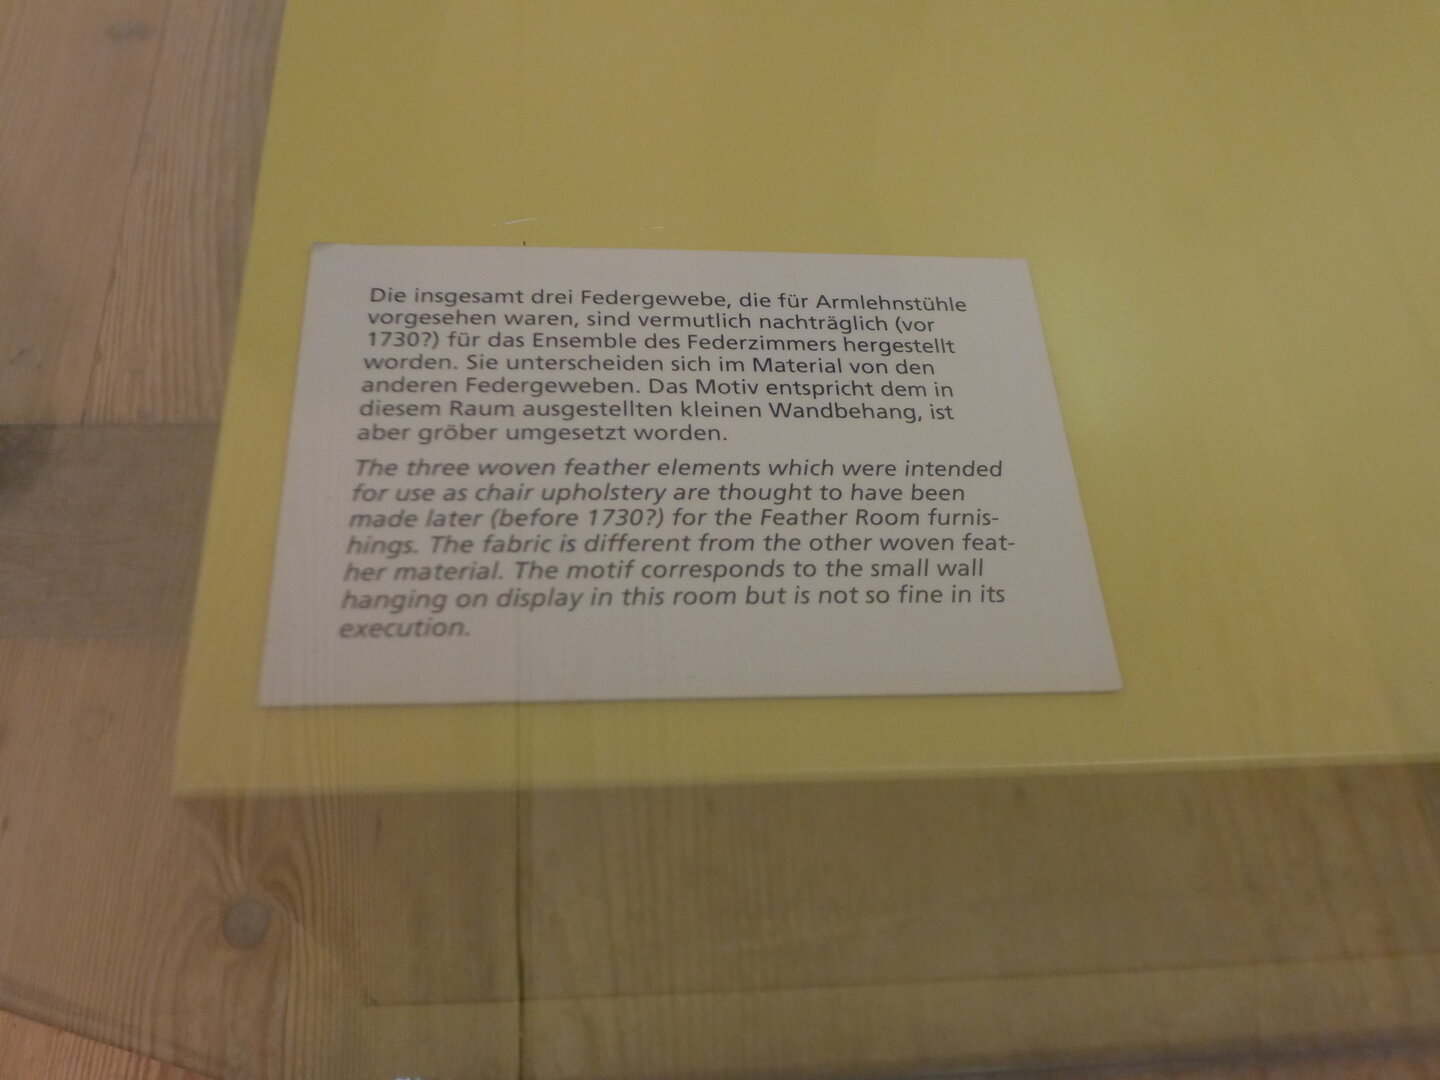 Die insgesamt drei Federgewebe, die für Armlehnstühle
vorgesehen waren, sind vermutlich nachträglich (vor
1730?) für das Ensemble des Federzimmers hergestellt
worden. Sie unterscheiden sich im Material von den
anderen Federgeweben. Das Motiv entspricht dem in
diesem Raum ausgestellten kleinen Wandbehang, ist
aber gröber umgesetzt worden.
The three woven feather elements which were intended
for use as chair upholstery are thought to have been
made later (before 1730?) for the Feather Room furnis-
hings. The fabric is different from the other woven feat-
her material. The motif corresponds to the small wall
hanging on display in this room but is not so fine in its
execution.